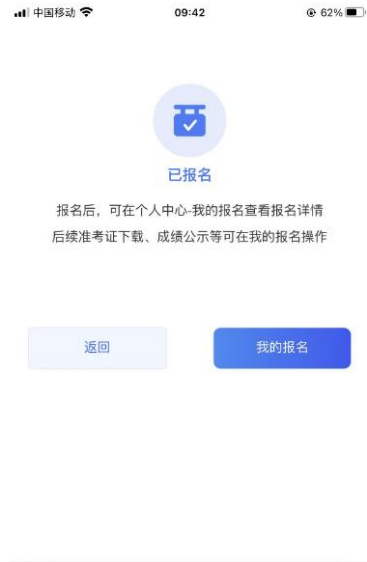 中国移动 09:42 62%
已报名
报名后，可在个人中心-我的报名查看报名详情
后续准考证下载、成绩公示等可在我的报名操作
返回 我的报名